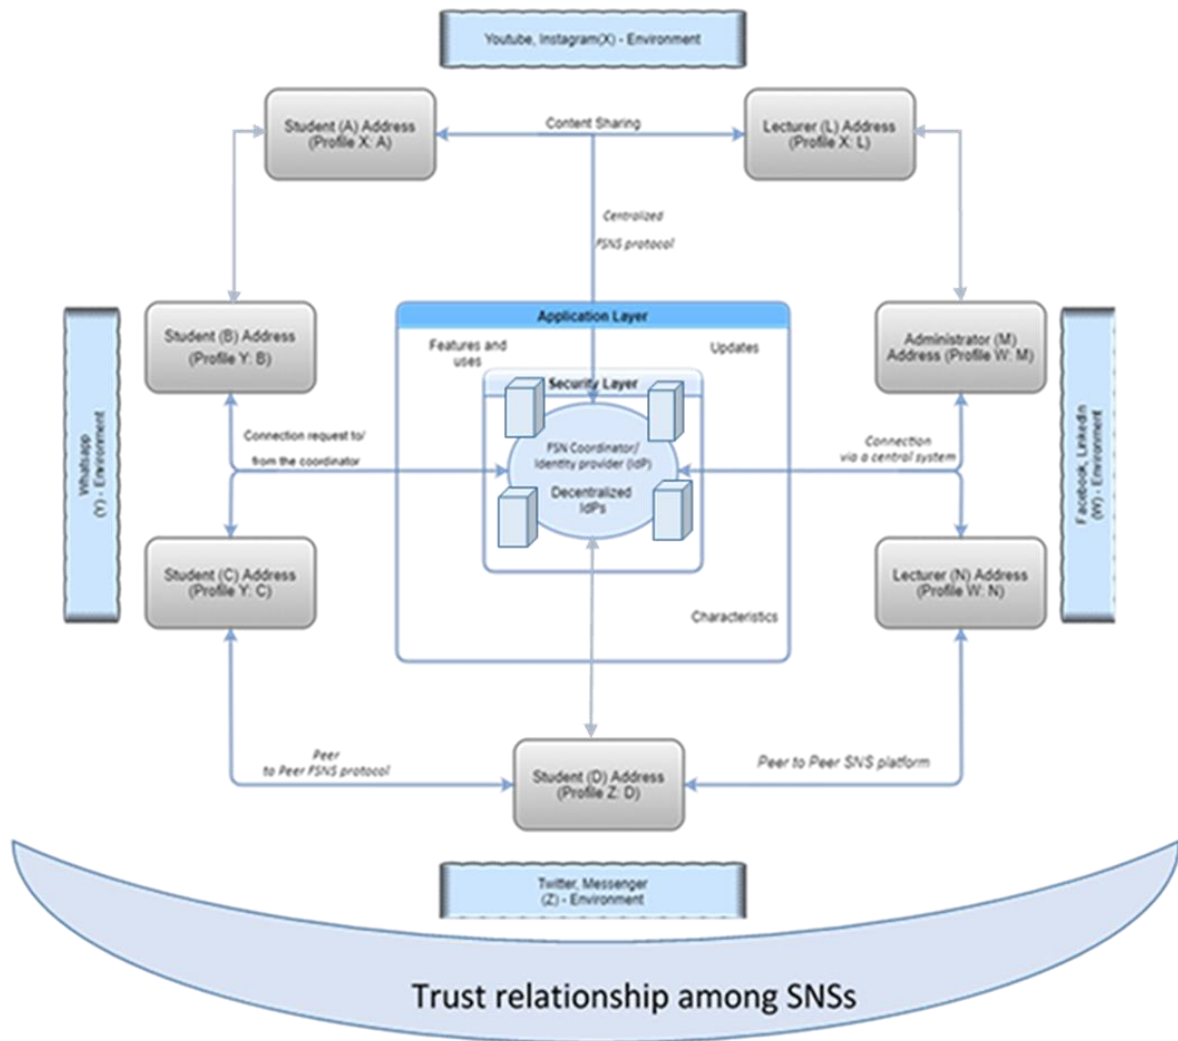 Youtube, Instagram(X) - Environment
Student (A) Address
(Profile X: A)
Content Sharing
Lecturer (L) Address
(Profile X: L)
Centralized
FSNS protocol
Application Layer
Features and
uses
Updates
Security Layer
Student (B) Address
(Profile Y: B)
Administrator (M)
Address (Profile W: M)
Whatsapp
(Y) - Environment
Connection request to/
from the coordinator
FSN Coordinator/
Identity provider (IdP)
Decentralized
IdPs
Connection
via a central system
Facebook, LinkedIn
(W) - Environment
Student (C) Address
(Profile Y: C)
Lecturer (N) Address
(Profile W: N)
Characteristics
Peer
to Peer FSNS protocol
Student (D) Address
(Profile Z: D)
Peer to Peer SNS platform
Twitter, Messenger
(Z) - Environment
Trust relationship among SNSs